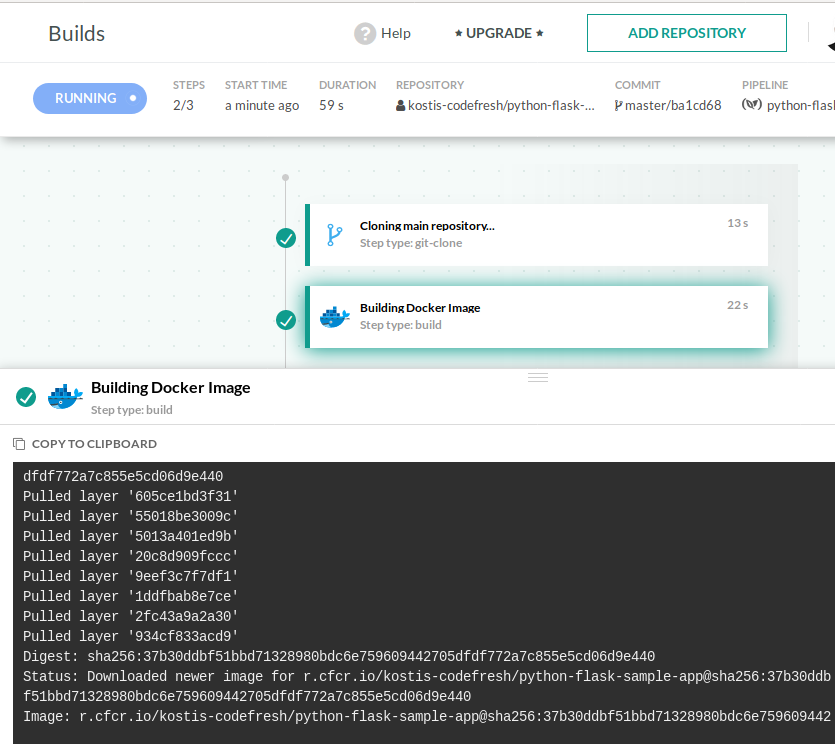 Builds
? Help
★ UPGRADE ★
ADD REPOSITORY
RUNNING
STEPS
2/3
START TIME
a minute ago
DURATION
59 s
REPOSITORY
kostis-codefresh/python-flask-...
COMMIT
master/ba1cd68
PIPELINE
python-flas
Cloning main repository...
13 s
Step type: git-clone
Building Docker Image
22 s
Step type: build
Building Docker Image
Step type: build
COPY TO CLIPBOARD
dfdf772a7c855e5cd06d9e440
Pulled layer '605ce1bd3f31'
Pulled layer '55018be3009c'
Pulled layer '5013a401ed9b'
Pulled layer '20c8d909fccc'
Pulled layer '9eef3c7f7df1'
Pulled layer '1ddfbab8e7ce'
Pulled layer '2fc43a9a2a30'
Pulled layer '934cf833acd9'
Digest: sha256:37b30ddbf51bbd71328980bdc6e759609442705dfdf772a7c855e5cd06d9e440
Status: Downloaded newer image for r.cfcr.io/kostis-codefresh/python-flask-sample-app@sha256:37b30ddb
f51bbd71328980bdc6e759609442705dfdf772a7c855e5cd06d9e440
Image: r.cfcr.io/kostis-codefresh/python-flask-sample-app@sha256:37b30ddbf51bbd71328980bdc6e759609442